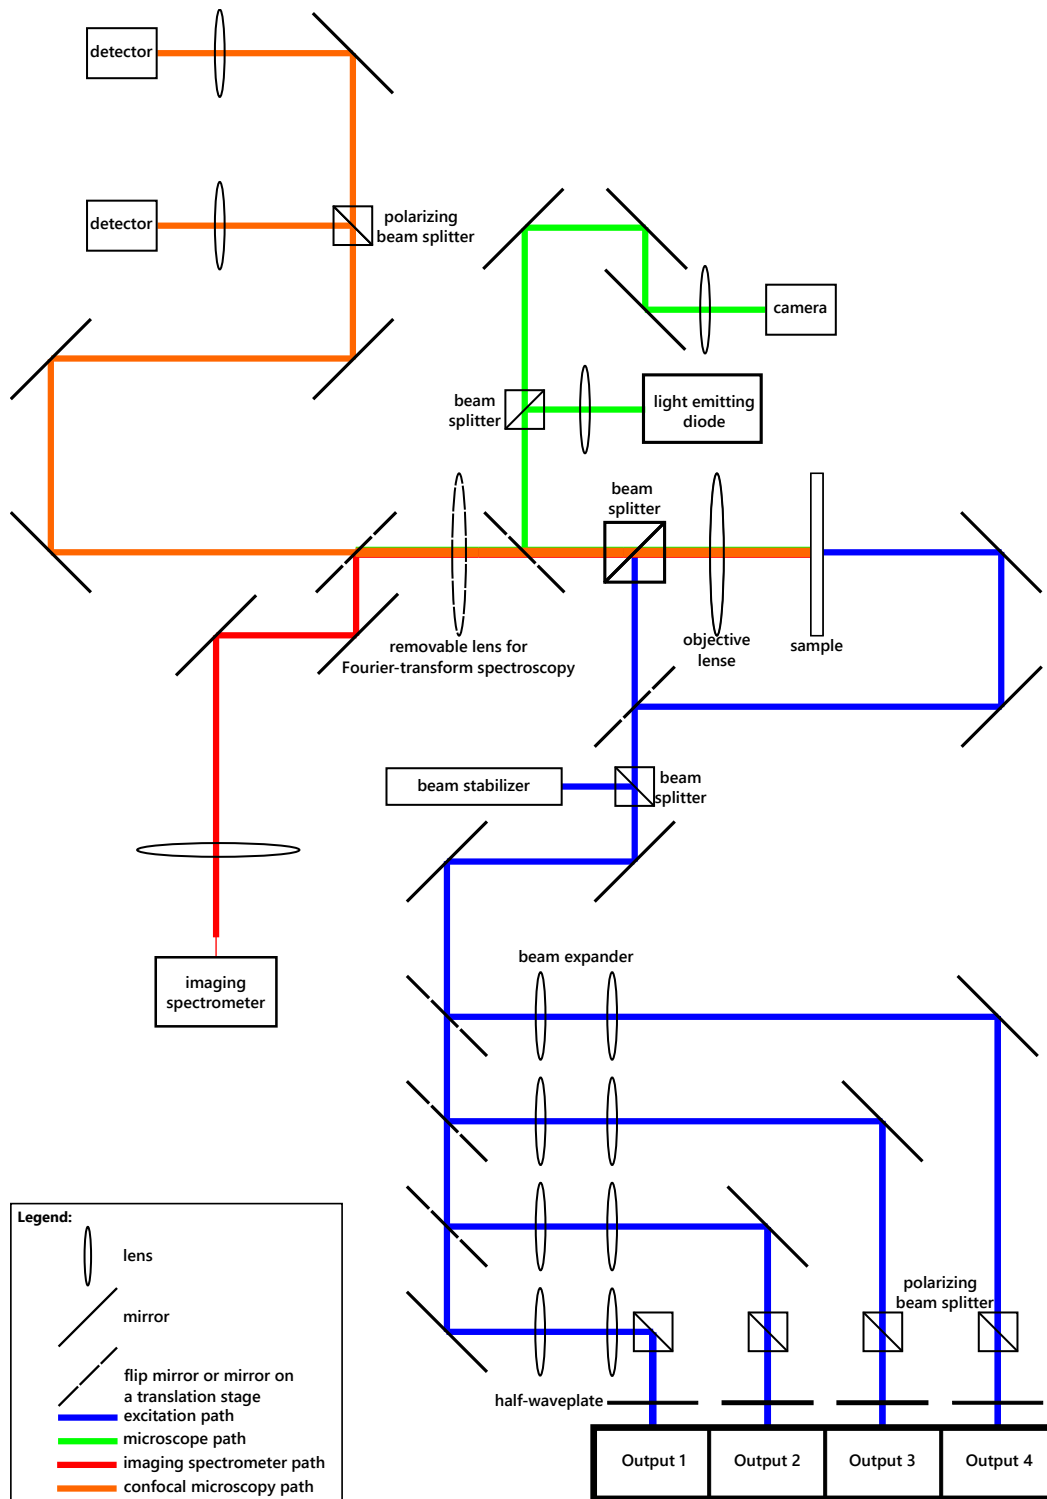 detector
detector
polarizing
beam splitter
camera
beam
splitter
light emitting
diode
beam
splitter
removable lens for
Fourier-transform spectroscopy
objective
lense
sample
beam stabilizer
beam
splitter
beam expander
imaging
spectrometer
polarizing
beam splitter
half-waveplate
Output 1
Output 2
Output 3
Output 4
Legend:
lens
mirror
flip mirror or mirror on
a translation stage
excitation path
microscope path
imaging spectrometer path
confocal microscopy path